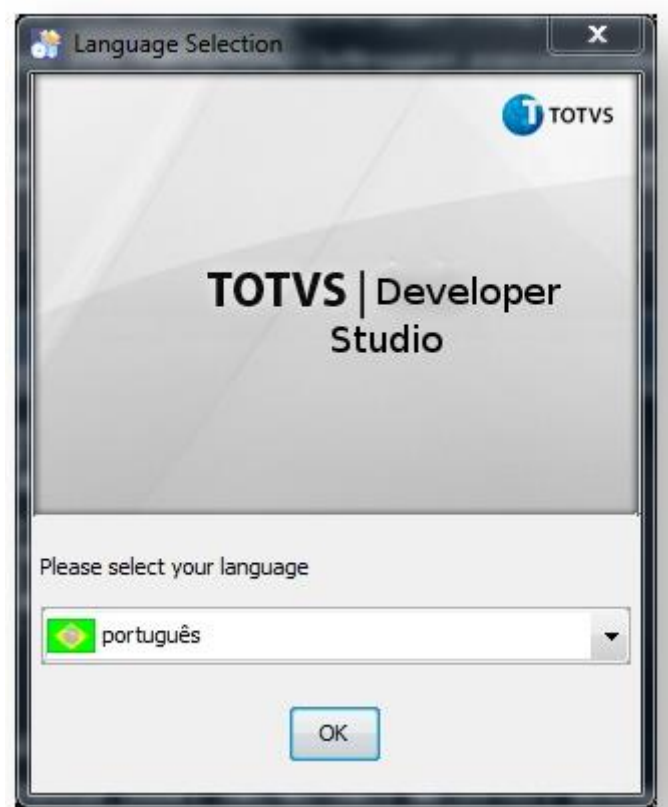 Language Selection
TOTVS
TOTVS | Developer
Studio
Please select your language
português
OK